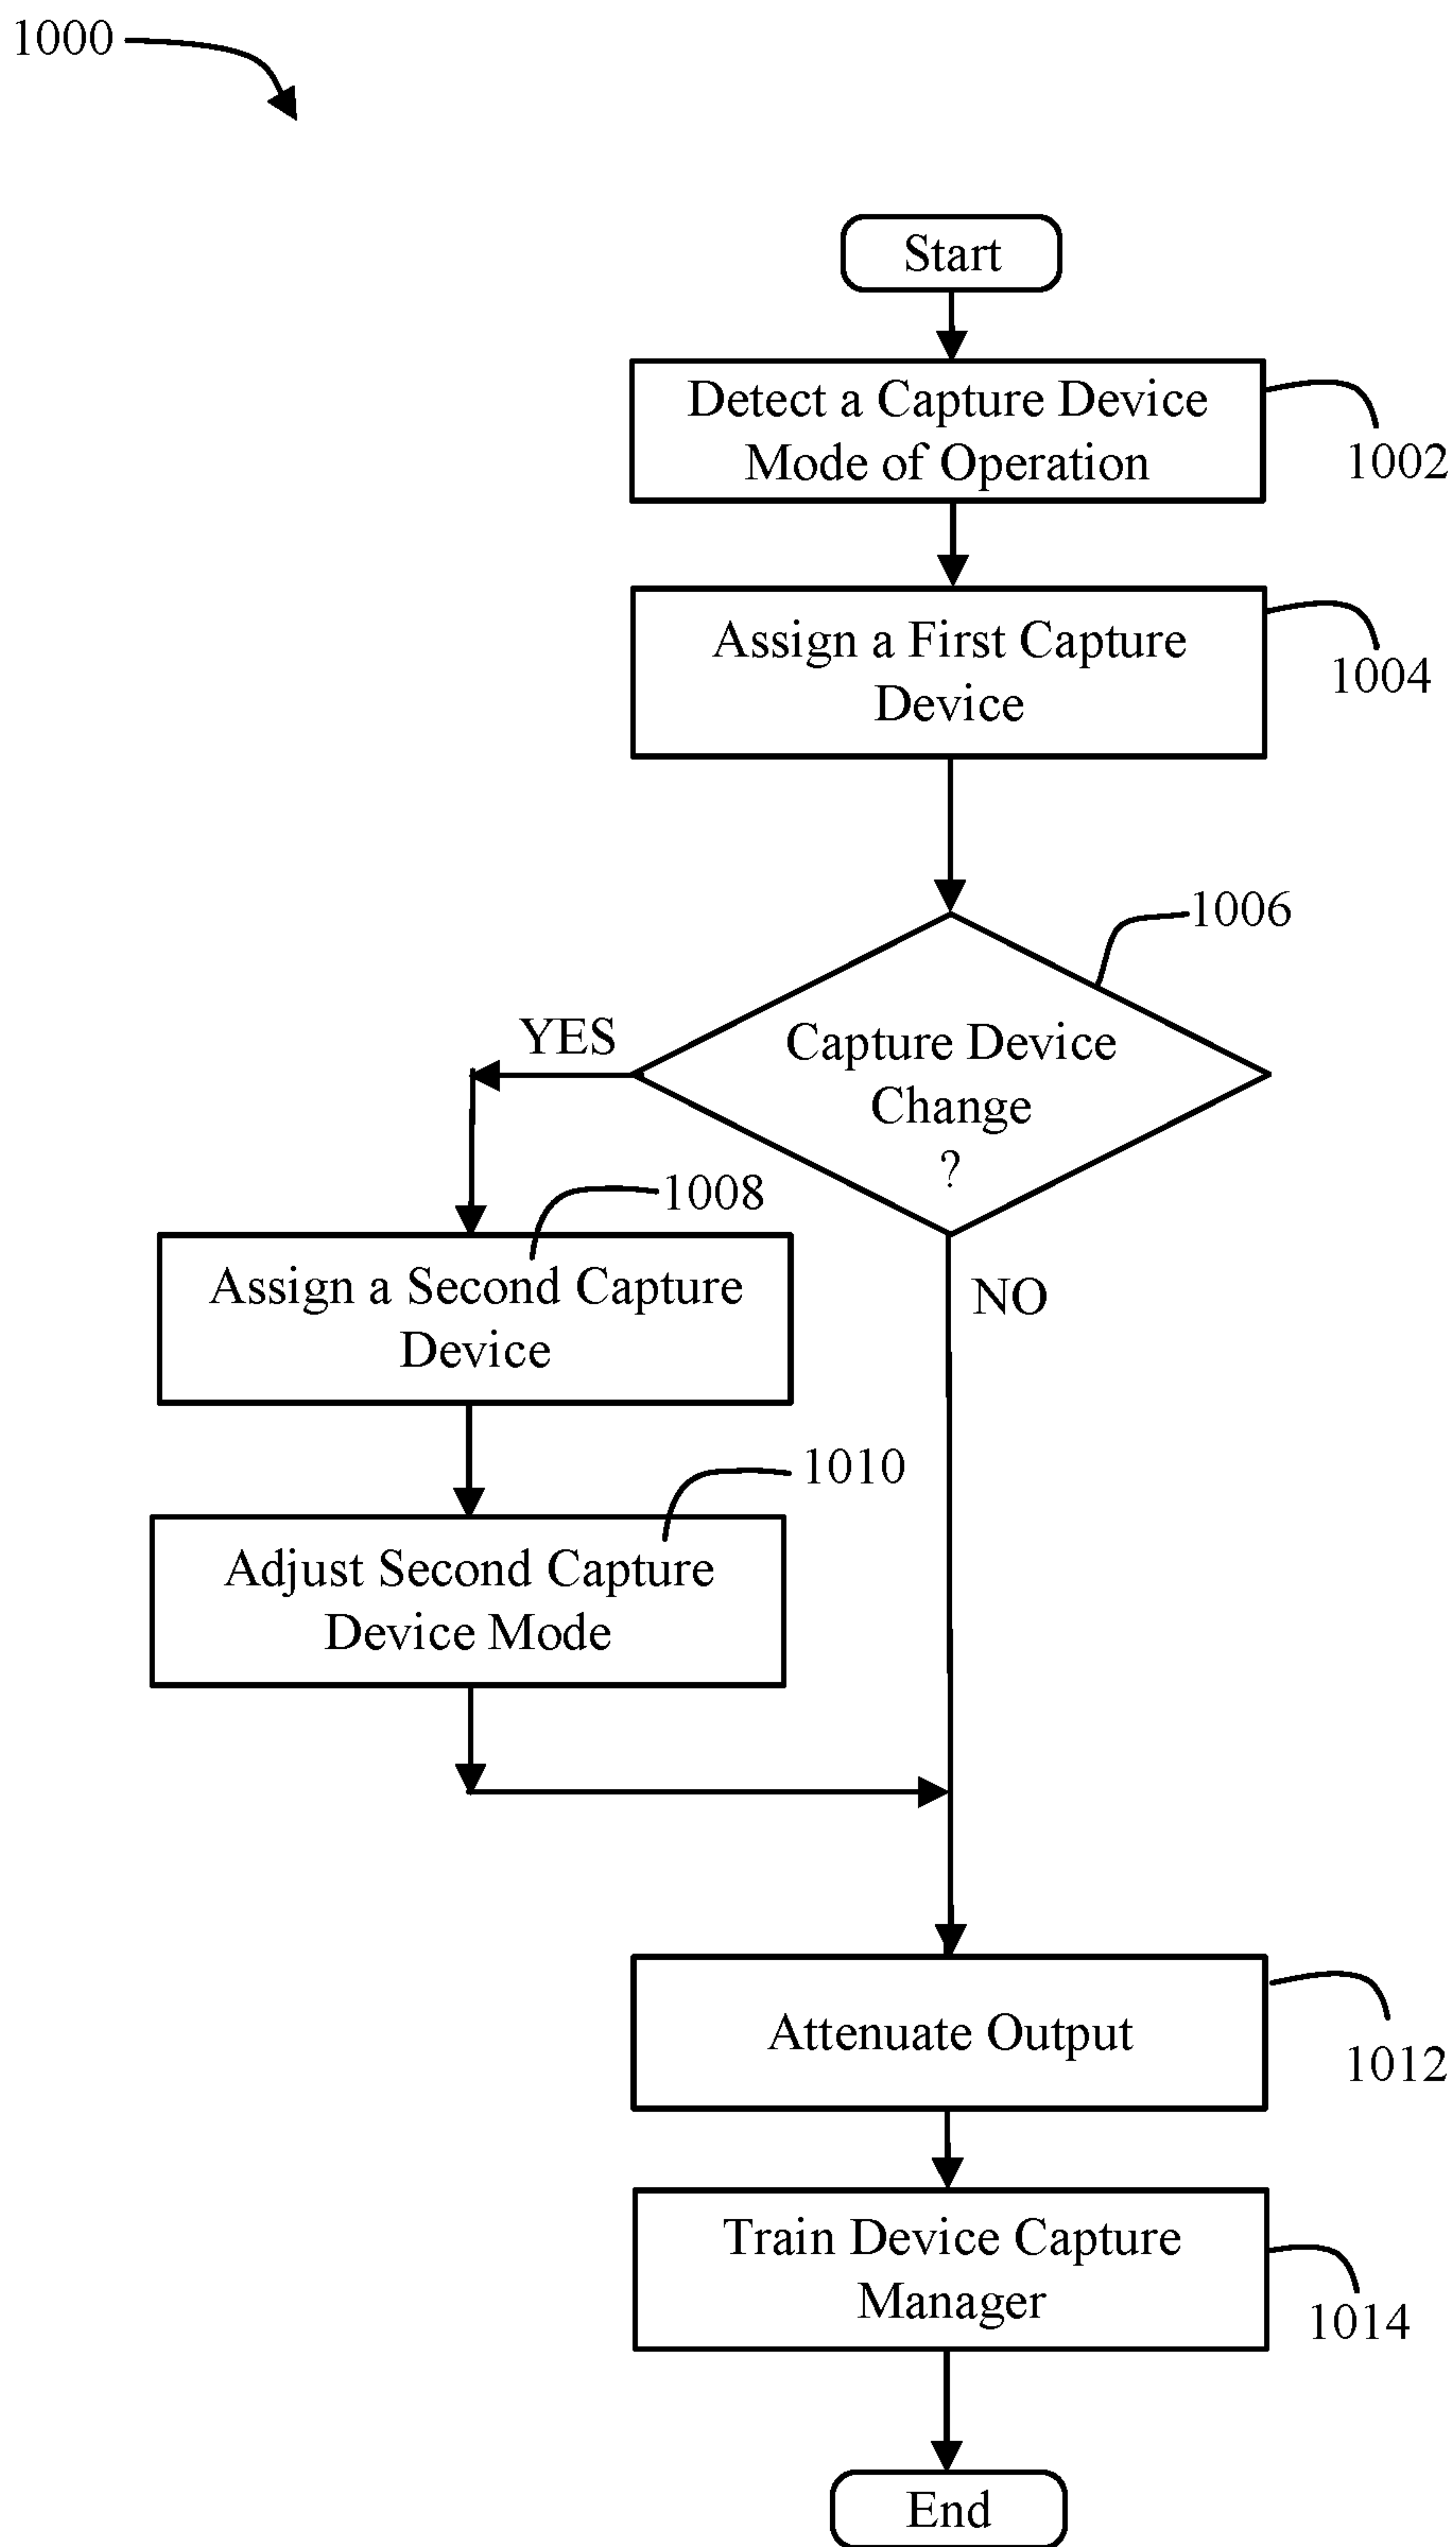 1000
Start
Detect a Capture Device
Mode of Operation
1002
Assign a First Capture
Device
1004
1006
Capture Device
Change
?
YES
NO
1008
Assign a Second Capture
Device
1010
Adjust Second Capture
Device Mode
Attenuate Output
1012
Train Device Capture
Manager
1014
End